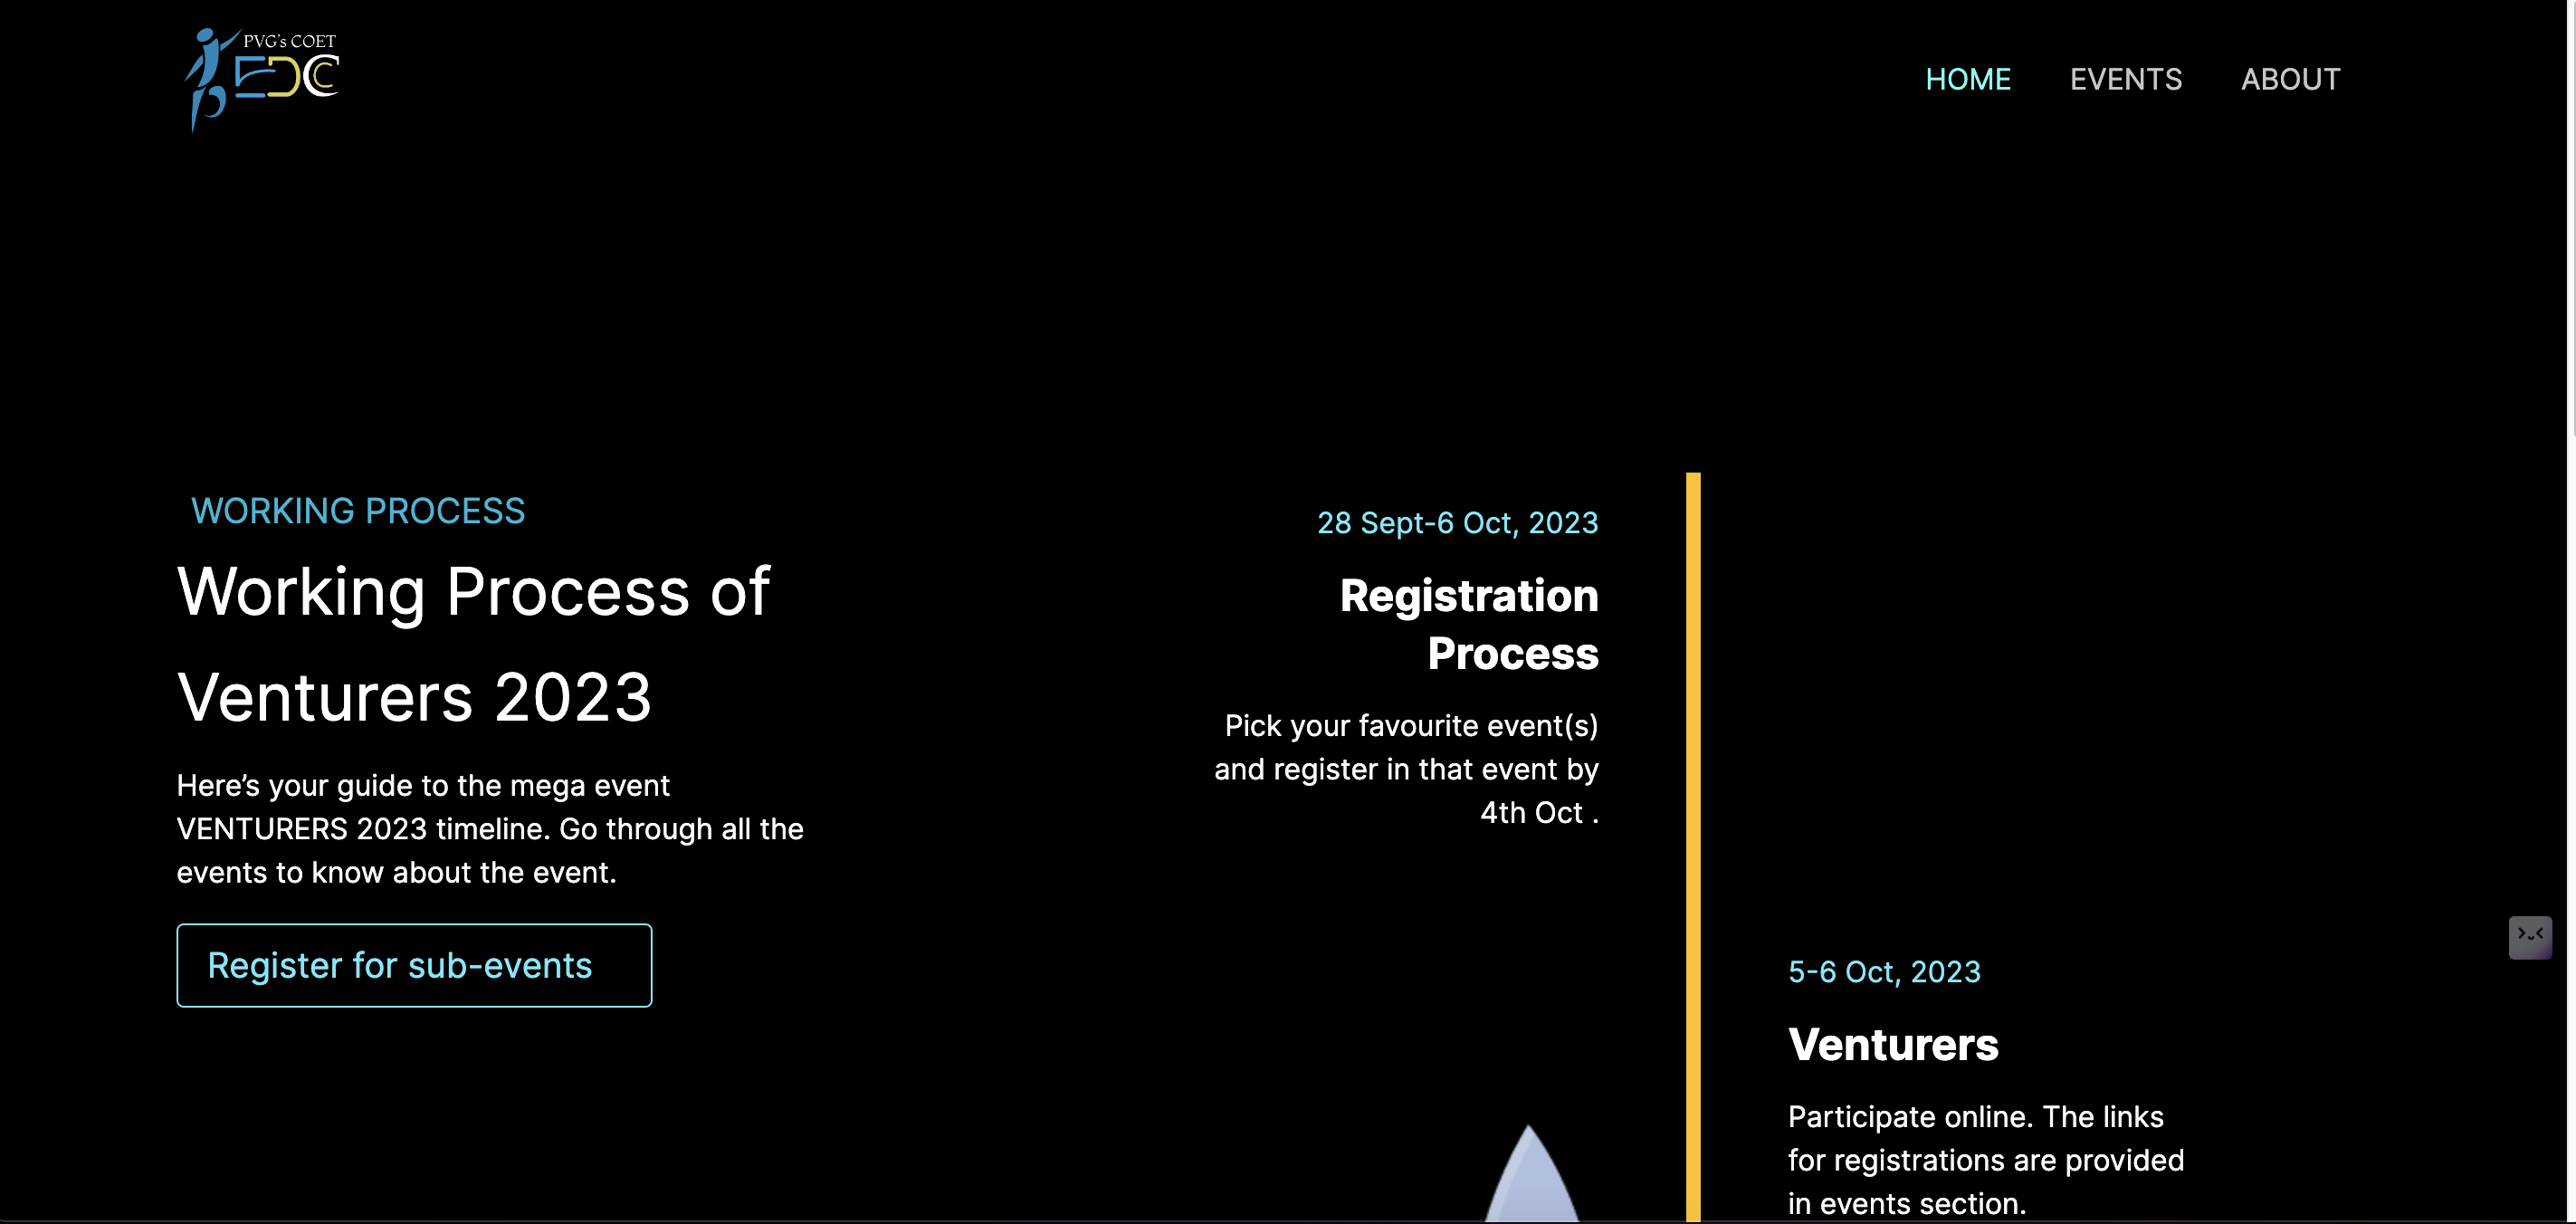 PVG's COET
EDC
HOME
EVENTS
ABOUT
WORKING PROCESS
Working Process of
Venturers 2023
Here’s your guide to the mega event
VENTURERS 2023 timeline. Go through all the
events to know about the event.
Register for sub-events
28 Sept-6 Oct, 2023
Registration
Process
Pick your favourite event(s)
and register in that event by
4th Oct .
5-6 Oct, 2023
Venturers
Participate online. The links
for registrations are provided
in events section.